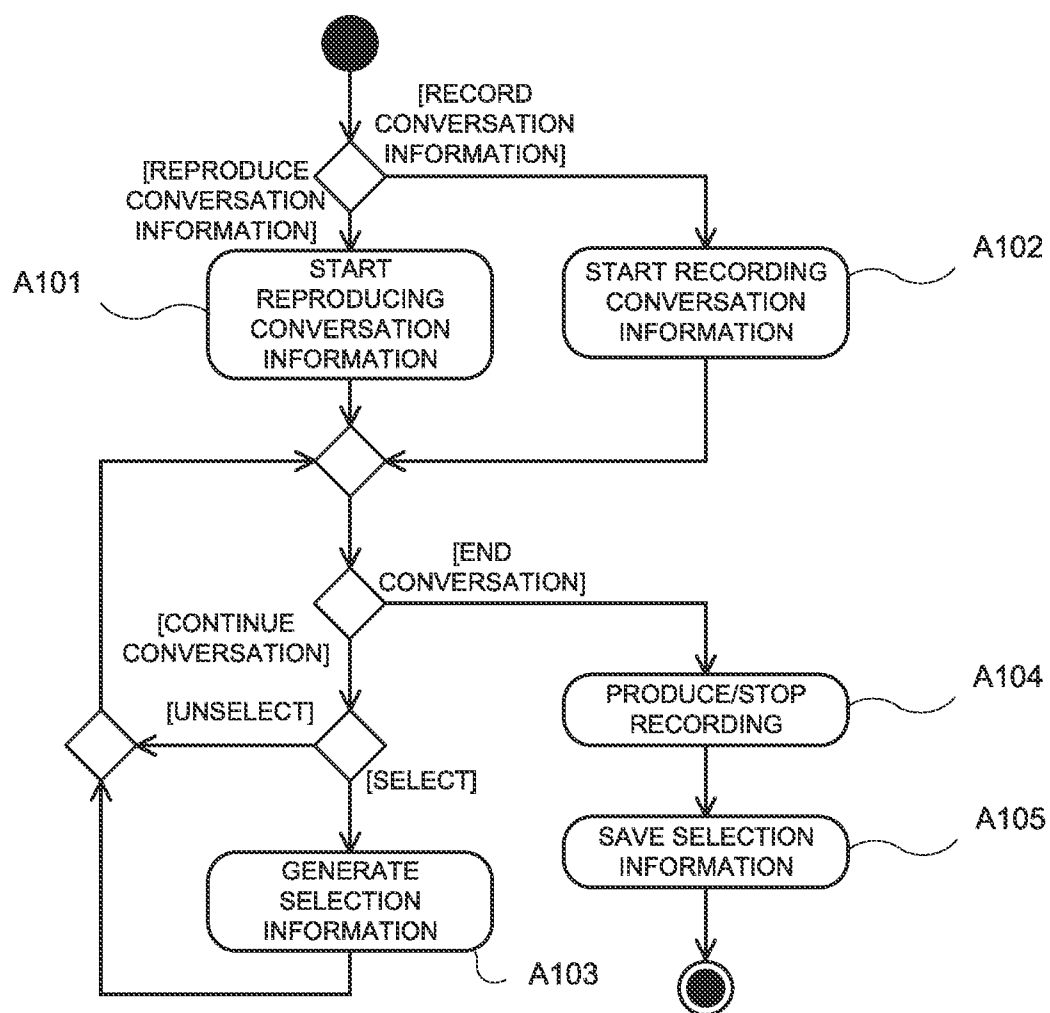 [RECORD
CONVERSATION
INFORMATION]
[REPRODUCE
CONVERSATION
INFORMATION]
A101
START
REPRODUCING
CONVERSATION
INFORMATION
START RECORDING
CONVERSATION
INFORMATION
A102
[END
CONVERSATION]
[CONTINUE
CONVERSATION]
[UNSELECT]
[SELECT]
PRODUCE/STOP
RECORDING
A104
GENERATE
SELECTION
INFORMATION
A103
SAVE SELECTION
INFORMATION
A105